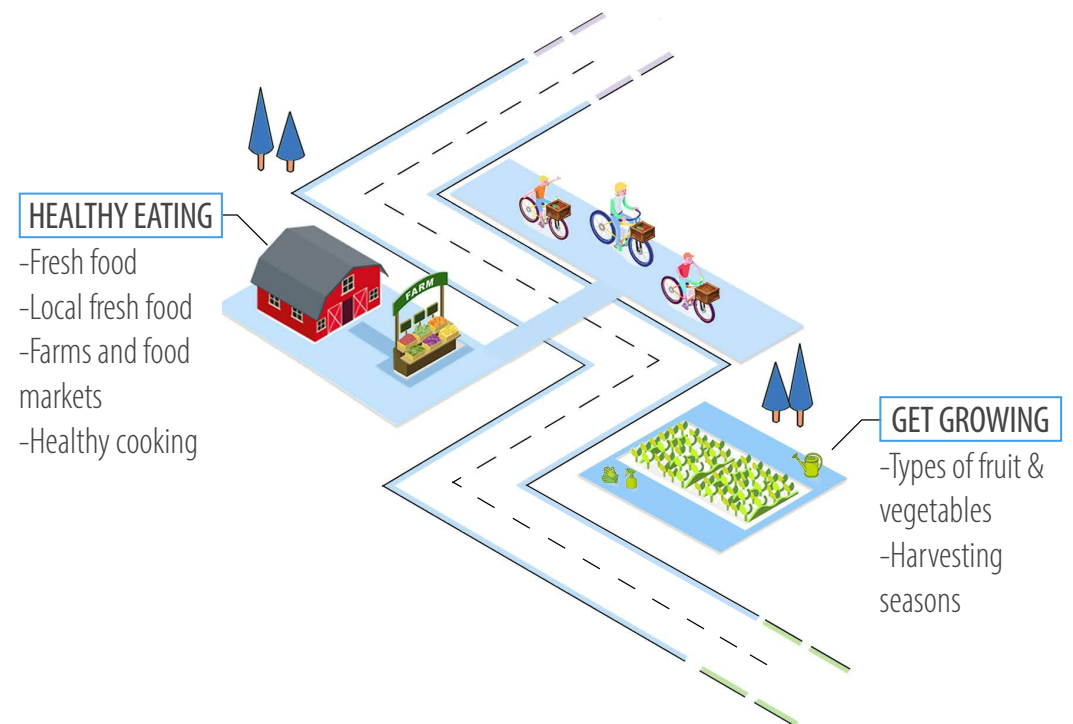 HEALTHY EATING
-Fresh food
-Local fresh food
-Farms and food
markets
-Healthy cooking
FARM
GET GROWING
-Types of fruit &
vegetables
-Harvesting
seasons